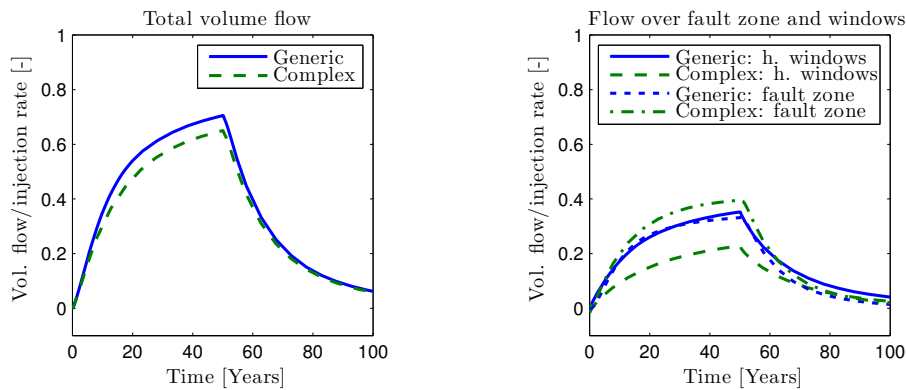 Total volume flow
Vol. flow/injection rate [-]
1
0.8
0.6
0.4
0.2
0
Generic
Complex
0 20 40 60 80 100
Time [Years]
Flow over fault zone and windows
Vol. flow/injection rate [-]
1
0.8
0.6
0.4
0.2
0
Generic: h. windows
Complex: h. windows
Generic: fault zone
Complex: fault zone
0 20 40 60 80 100
Time [Years]